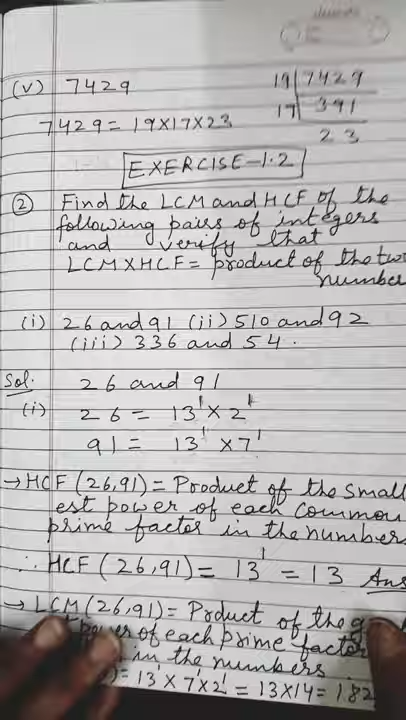 (v) 7429
19 | 7429
17 | 391
23
7429 = 19×17×23
EXERCISE-1.2
② Find the LCM and HCF of the
following pairs of integers
and verify that
LCM×HCF = product of the two
number
(i) 26 and 91 (ii) 510 and 92
(iii) 336 and 54.
Sol. 26 and 91
(i) 26 = 13¹ × 2¹
91 = 13¹ × 7¹
→ HCF (26,91) = Product of the small
est power of each common
prime factor in the numbers
∴ HCF (26,91) = 13¹ = 13 Ans
→ LCM (26,91) = Prduct of the g
power of each prime factor
in the numbers
) = 13¹ × 7¹ × 2¹ = 13×14 = 182